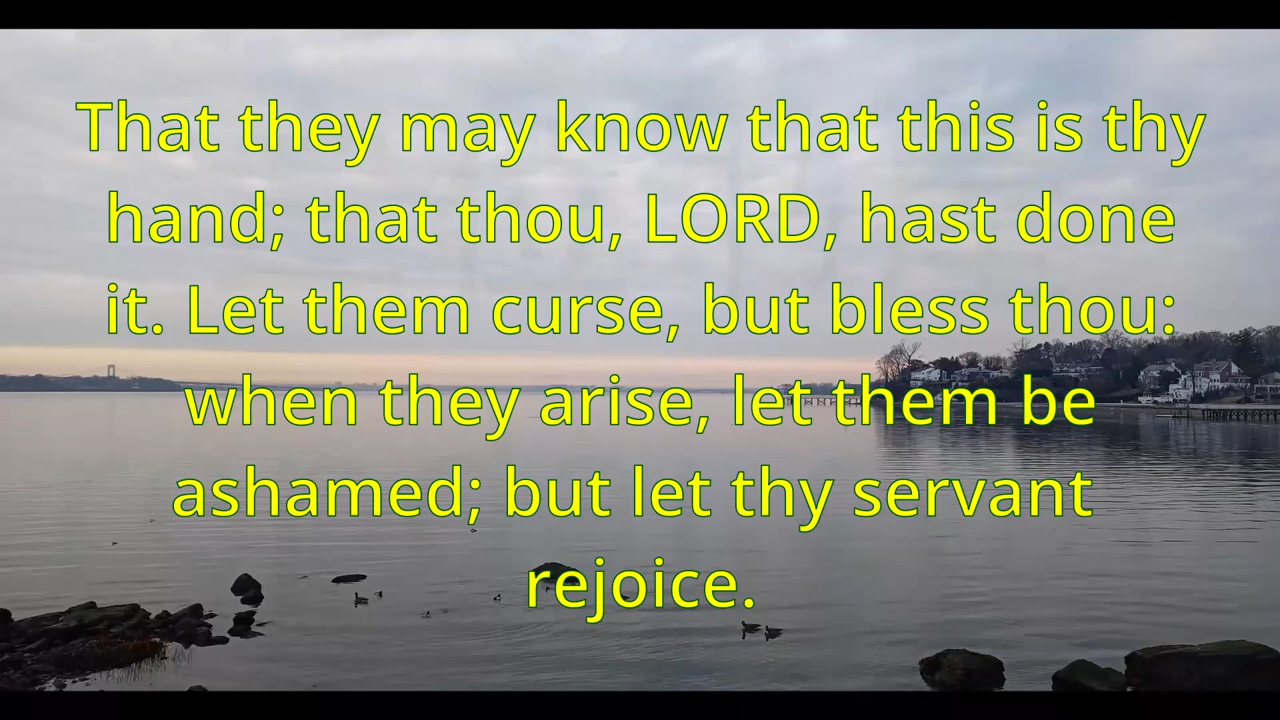 That they may know that this is thy
hand; that thou, LORD, hast done
it. Let them curse, but bless thou:
when they arise, let them be
ashamed; but let thy servant
rejoice.